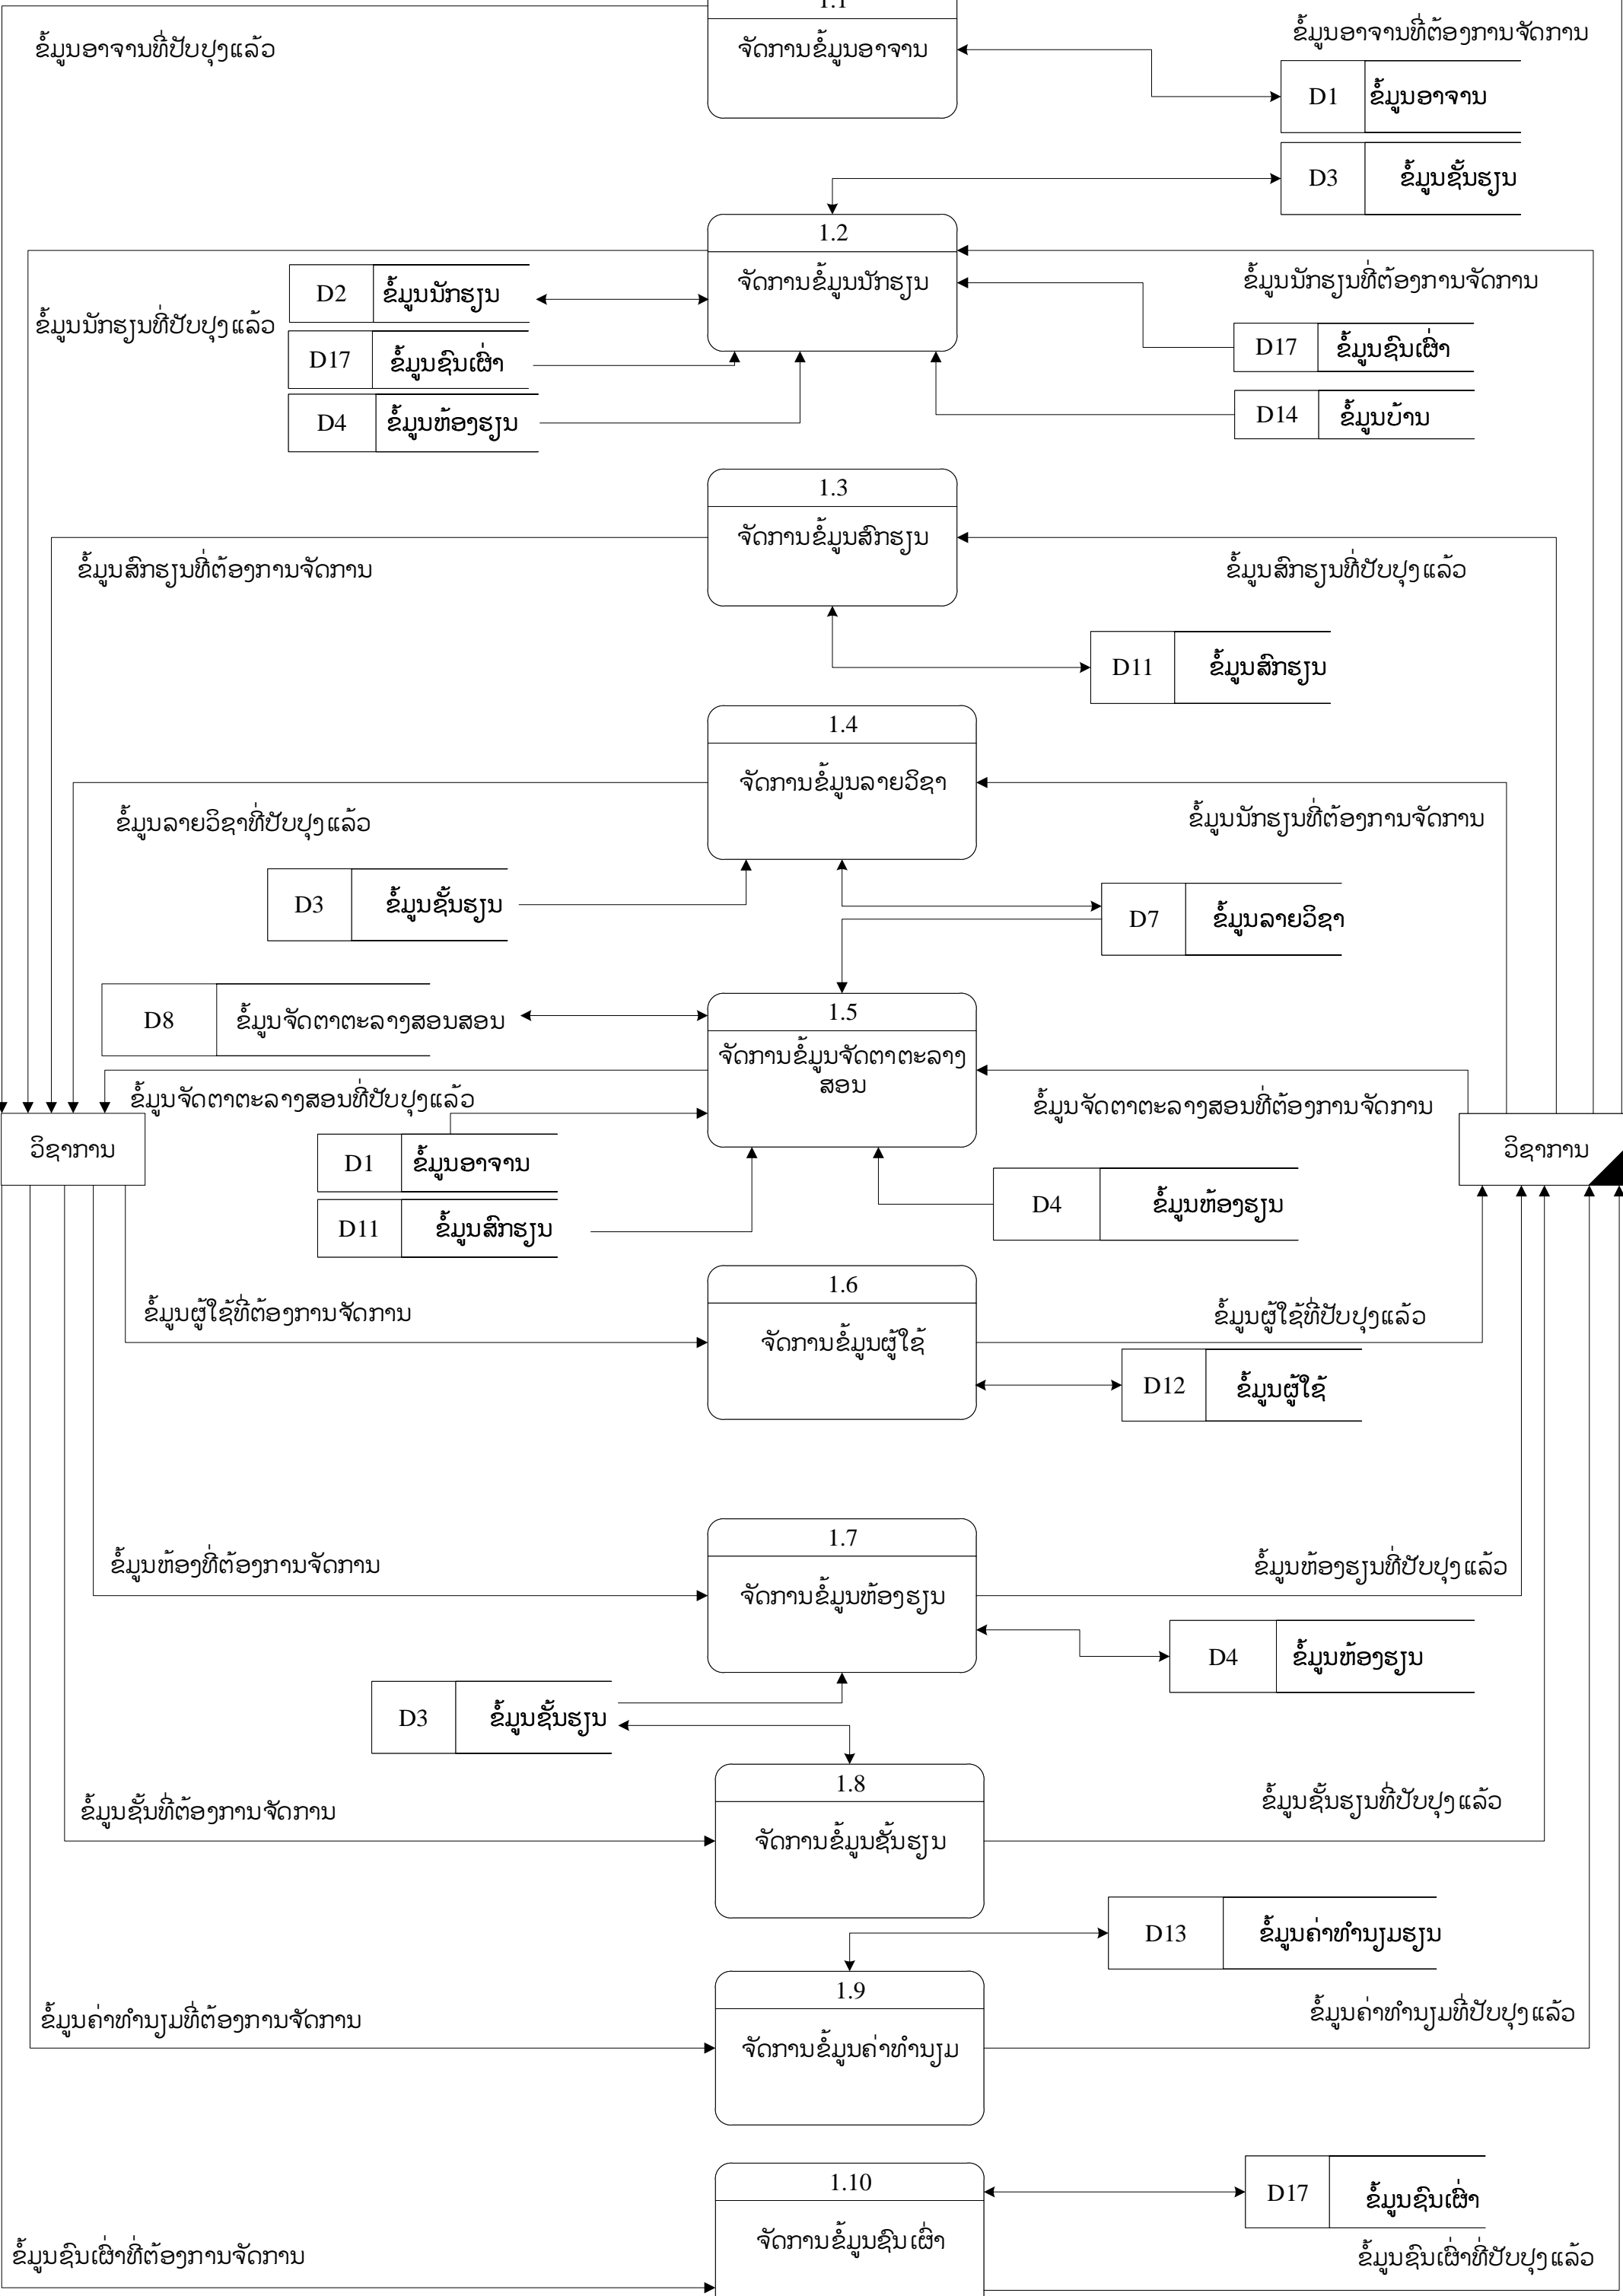 1.1
ຂໍ້ມູນອາຈານທີ່ປັບປຸງແລ້ວ
ຈັດການຂໍ້ມູນອາຈານ
ຂໍ້ມູນອາຈານທີ່ຕ້ອງການຈັດການ
D1 ຂໍ້ມູນອາຈານ
D3 ຂໍ້ມູນຊັ້ນຮຽນ
1.2
ຈັດການຂໍ້ມູນນັກຮຽນ
ຂໍ້ມູນນັກຮຽນທີ່ຕ້ອງການຈັດການ
D2 ຂໍ້ມູນນັກຮຽນ
ຂໍ້ມູນນັກຮຽນທີ່ປັບປຸງແລ້ວ
D17 ຂໍ້ມູນຊົນເຜົ່າ
D17 ຂໍ້ມູນຊົນເຜົ່າ
D4 ຂໍ້ມູນຫ້ອງຮຽນ
D14 ຂໍ້ມູນບ້ານ
1.3
ຈັດການຂໍ້ມູນສົກຮຽນ
ຂໍ້ມູນສົກຮຽນທີ່ຕ້ອງການຈັດການ
ຂໍ້ມູນສົກຮຽນທີ່ປັບປຸງແລ້ວ
D11 ຂໍ້ມູນສົກຮຽນ
1.4
ຈັດການຂໍ້ມູນລາຍວິຊາ
ຂໍ້ມູນລາຍວິຊາທີ່ປັບປຸງແລ້ວ
ຂໍ້ມູນນັກຮຽນທີ່ຕ້ອງການຈັດການ
D3 ຂໍ້ມູນຊັ້ນຮຽນ
D7 ຂໍ້ມູນລາຍວິຊາ
D8 ຂໍ້ມູນຈັດຕາຕະລາງສອນສອນ
1.5
ຈັດການຂໍ້ມູນຈັດຕາຕະລາງ
ສອນ
ຂໍ້ມູນຈັດຕາຕະລາງສອນທີ່ປັບປຸງແລ້ວ
ຂໍ້ມູນຈັດຕາຕະລາງສອນທີ່ຕ້ອງການຈັດການ
ວິຊາການ
ວິຊາການ
D1 ຂໍ້ມູນອາຈານ
D4 ຂໍ້ມູນຫ້ອງຮຽນ
D11 ຂໍ້ມູນສົກຮຽນ
1.6
ຂໍ້ມູນຜູ້ໃຊ້ທີ່ຕ້ອງການຈັດການ
ຈັດການຂໍ້ມູນຜູ້ໃຊ້
ຂໍ້ມູນຜູ້ໃຊ້ທີ່ປັບປຸງແລ້ວ
D12 ຂໍ້ມູນຜູ້ໃຊ້
1.7
ຂໍ້ມູນຫ້ອງທີ່ຕ້ອງການຈັດການ
ຈັດການຂໍ້ມູນຫ້ອງຮຽນ
ຂໍ້ມູນຫ້ອງຮຽນທີ່ປັບປຸງແລ້ວ
D4 ຂໍ້ມູນຫ້ອງຮຽນ
D3 ຂໍ້ມູນຊັ້ນຮຽນ
1.8
ຂໍ້ມູນຊັ້ນທີ່ຕ້ອງການຈັດການ
ຈັດການຂໍ້ມູນຊັ້ນຮຽນ
ຂໍ້ມູນຊັ້ນຮຽນທີ່ປັບປຸງແລ້ວ
D13 ຂໍ້ມູນຄ່າທຳນຽມຮຽນ
1.9
ຂໍ້ມູນຄ່າທຳນຽມທີ່ຕ້ອງການຈັດການ
ຈັດການຂໍ້ມູນຄ່າທຳນຽມ
ຂໍ້ມູນຄ່າທຳນຽມທີ່ປັບປຸງແລ້ວ
1.10
D17 ຂໍ້ມູນຊົນເຜົ່າ
ຈັດການຂໍ້ມູນຊົນເຜົ່າ
ຂໍ້ມູນຊົນເຜົ່າທີ່ຕ້ອງການຈັດການ
ຂໍ້ມູນຊົນເຜົ່າທີ່ປັບປຸງແລ້ວ